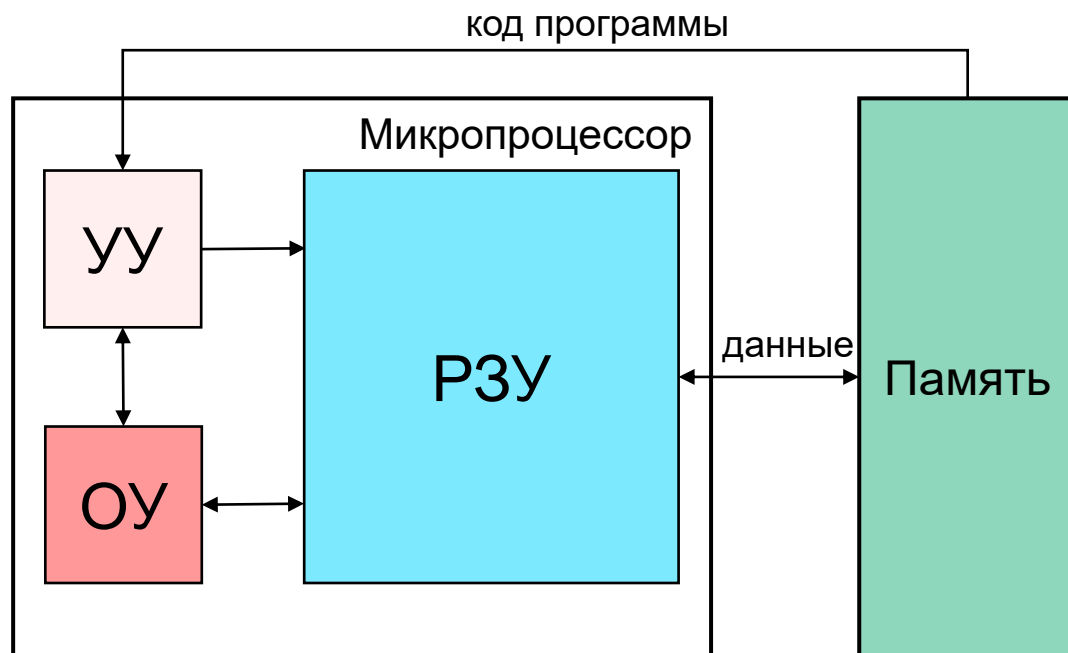 код программы
Микропроцессор
УУ
данные
РЗУ
Память
ОУ